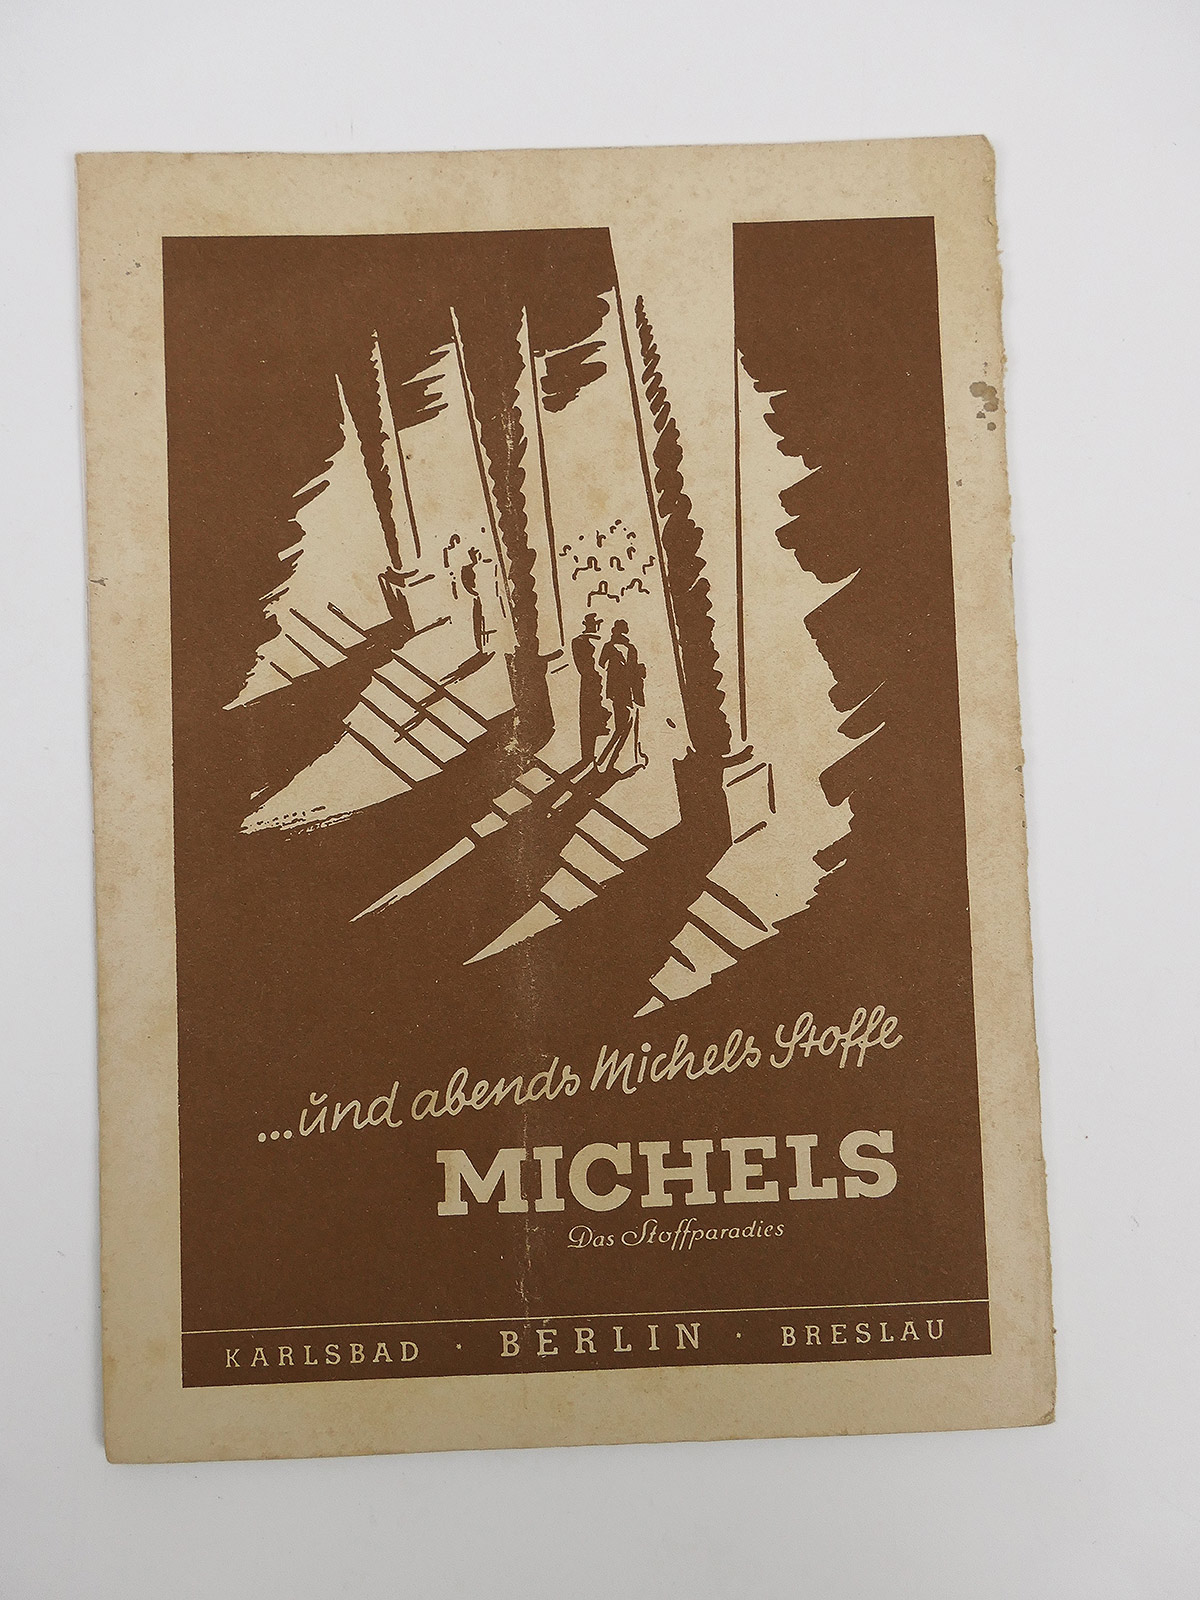 ...und abends Michels Stoffe
MICHELS
Das Stoffparadies
KARLSBAD · BERLIN · BRESLAU